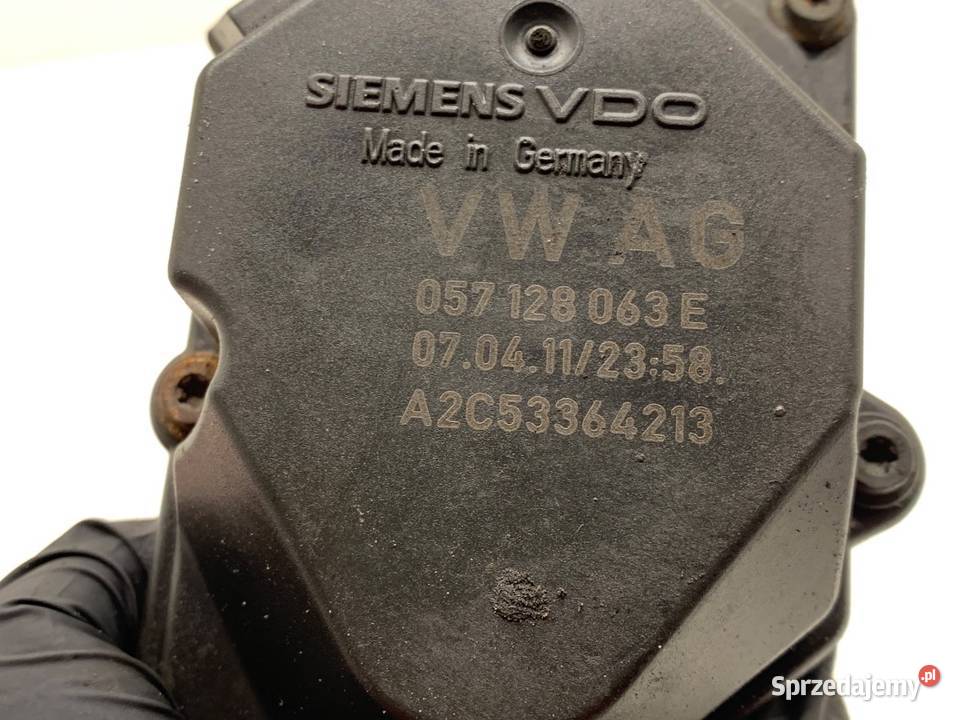 SIEMENS VDO
Made in Germany
VW AG
057 128 063 E
07.04.11/23:58.
A2C53364213
Sprzedajemy.pl